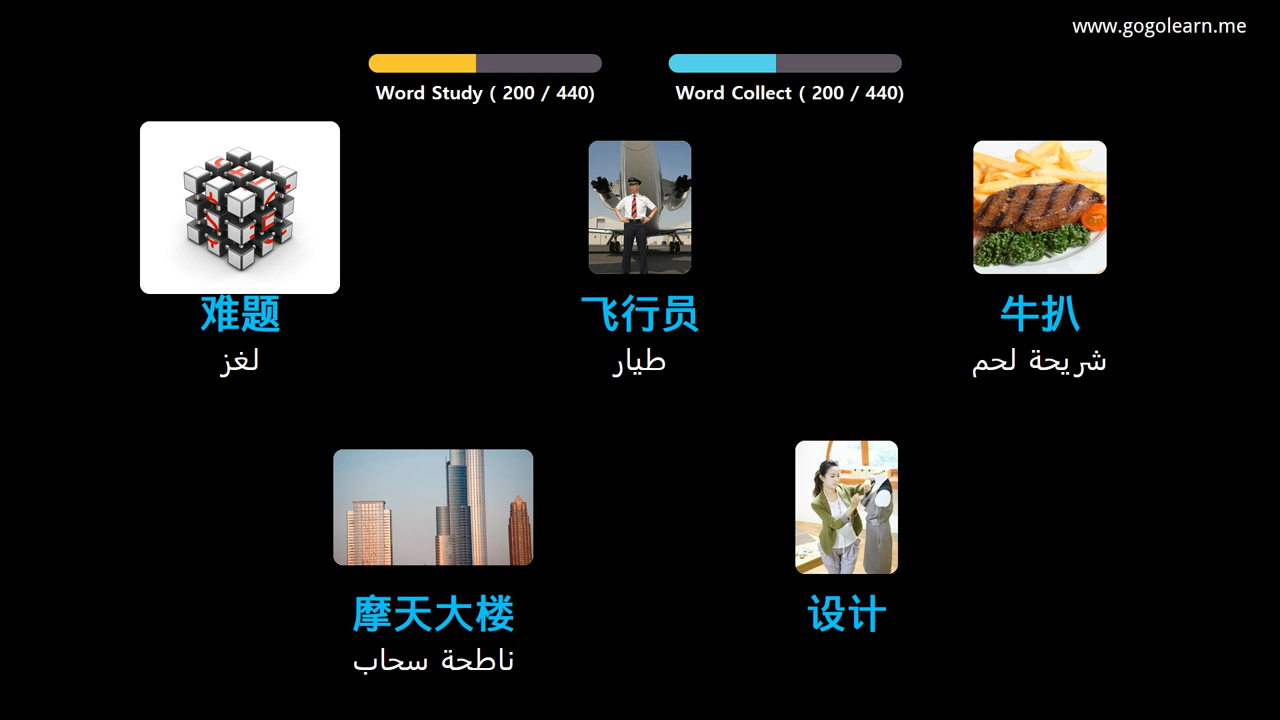 www.gogolearn.me
Word Study ( 200 / 440)
Word Collect ( 200 / 440)
难题
لغز
飞行员
طيار
牛扒
شريحة لحم
摩天大楼
ناطحة سحاب
设计